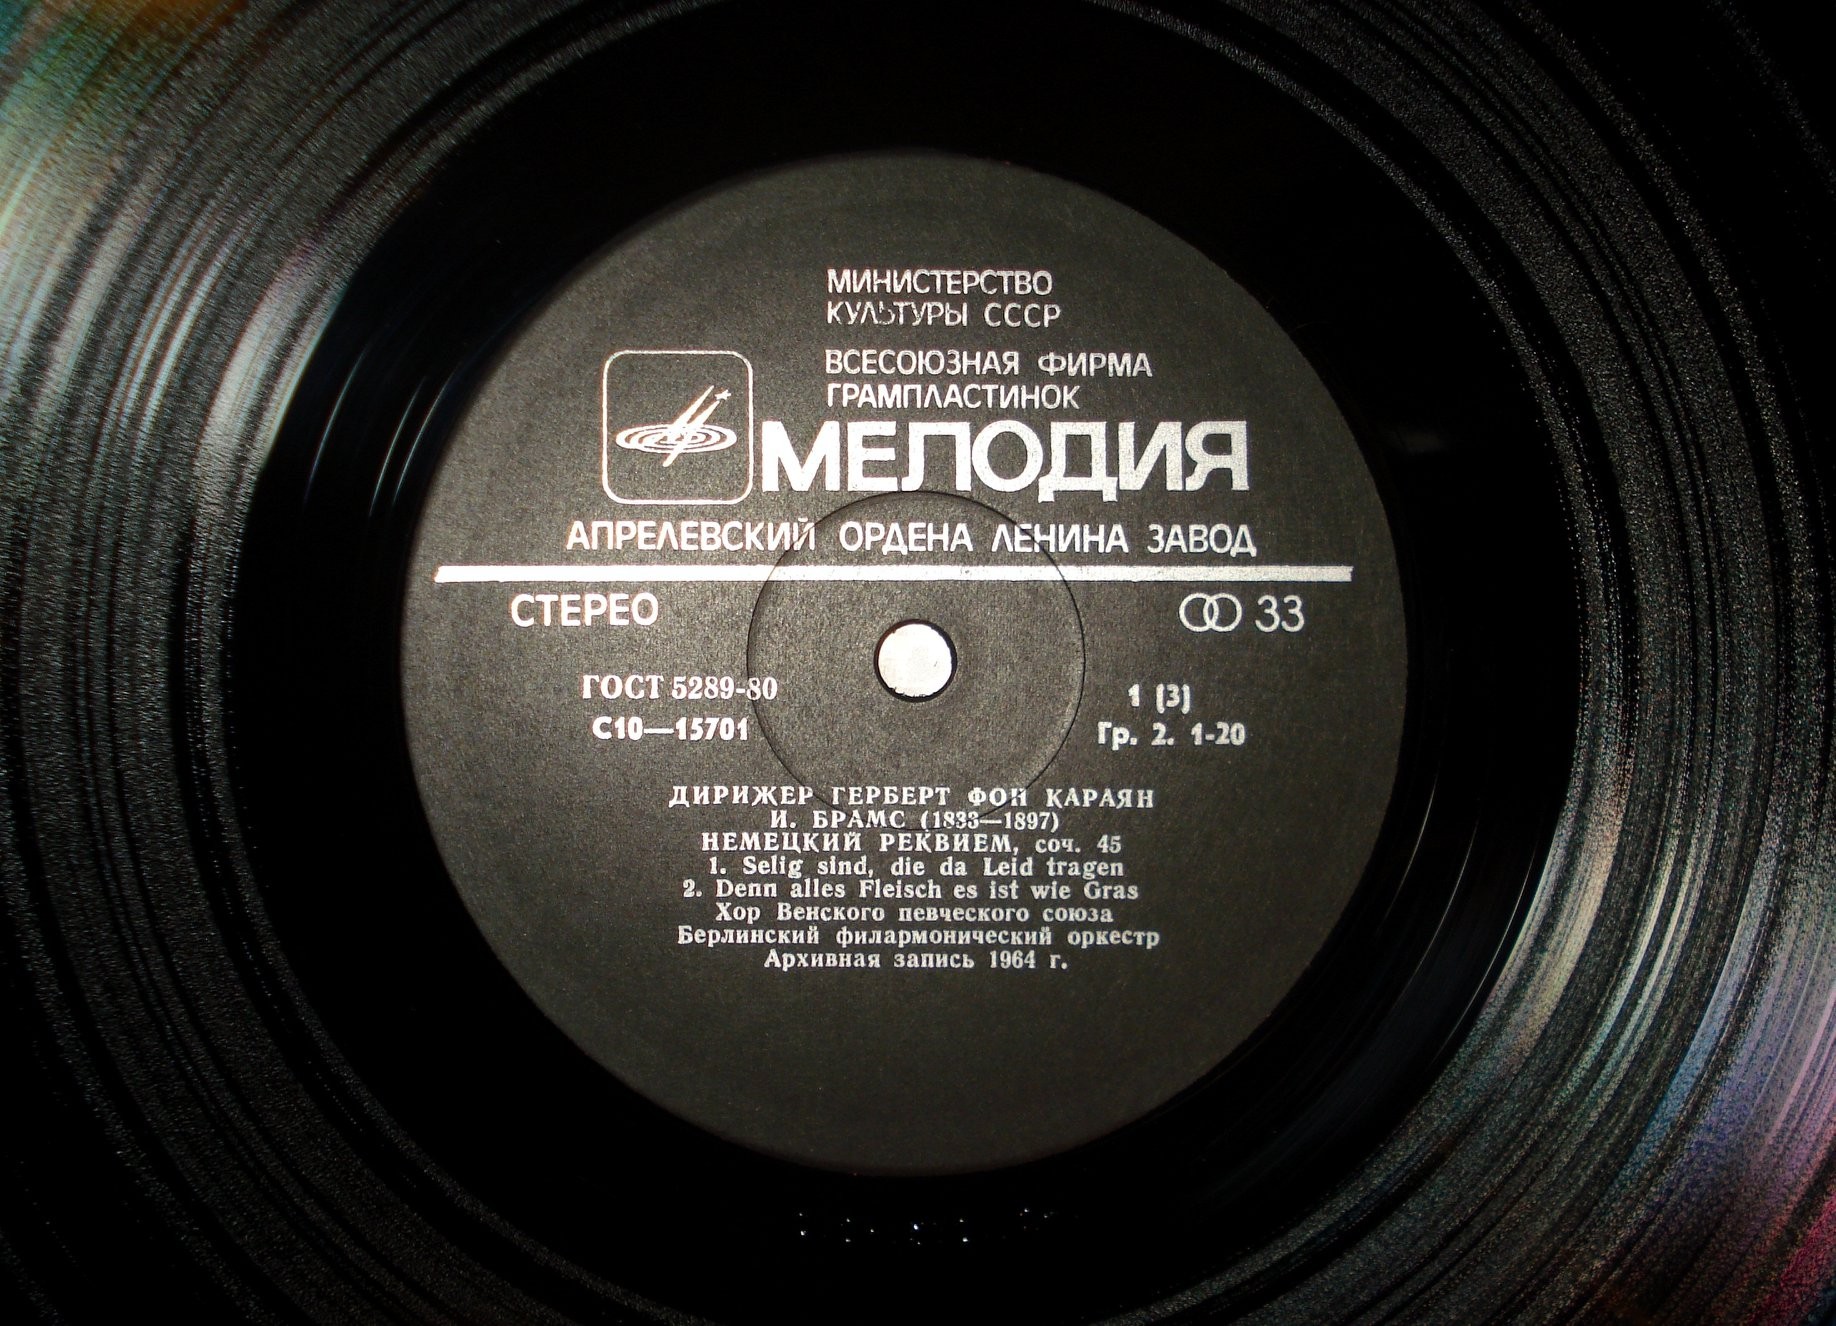 МИНИСТЕРСТВО
КУЛЬТУРЫ СССР
ВСЕСОЮЗНАЯ ФИРМА
ГРАМПЛАСТИНОК
МЕЛОДИЯ
АПРЕЛЕВСКИЙ ОРДЕНА ЛЕНИНА ЗАВОД
СТЕРЕО 33
ГОСТ 5289-80 1 (3)
С10—15701 Гр. 2. 1-20
ДИРИЖЕР ГЕРБЕРТ ФОН КАРАЯН
И. БРАМС (1833—1897)
НЕМЕЦКИЙ РЕКВИЕМ, соч. 45
1. Selig sind, die da Leid tragen
2. Denn alles Fleisch es ist wie Gras
Хор Венского певческого союза
Берлинский филармонический оркестр
Архивная запись 1964 г.